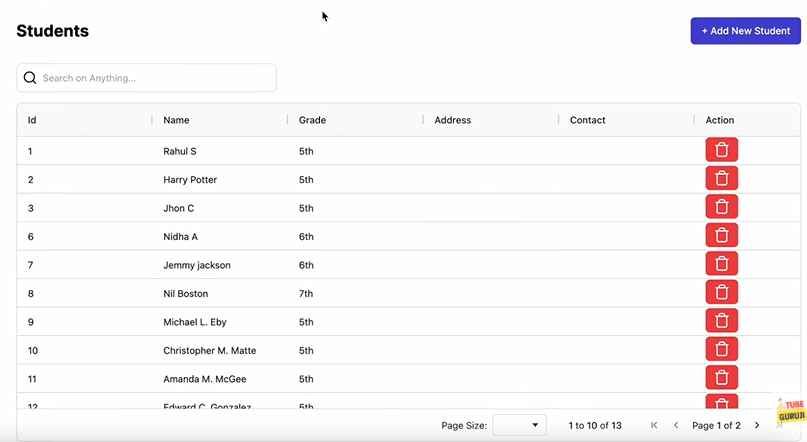 Students
+ Add New Student
Search on Anything...
Id Name Grade Address Contact Action
1 Rahul S 5th
2 Harry Potter 5th
3 Jhon C 5th
6 Nidha A 6th
7 Jemmy jackson 6th
8 Nil Boston 7th
9 Michael L. Eby 5th
10 Christopher M. Matte 5th
11 Amanda M. McGee 5th
12 Edward C. Gonzalez 5th
Page Size: 1 to 10 of 13 Page 1 of 2
TUBE
GURUJI